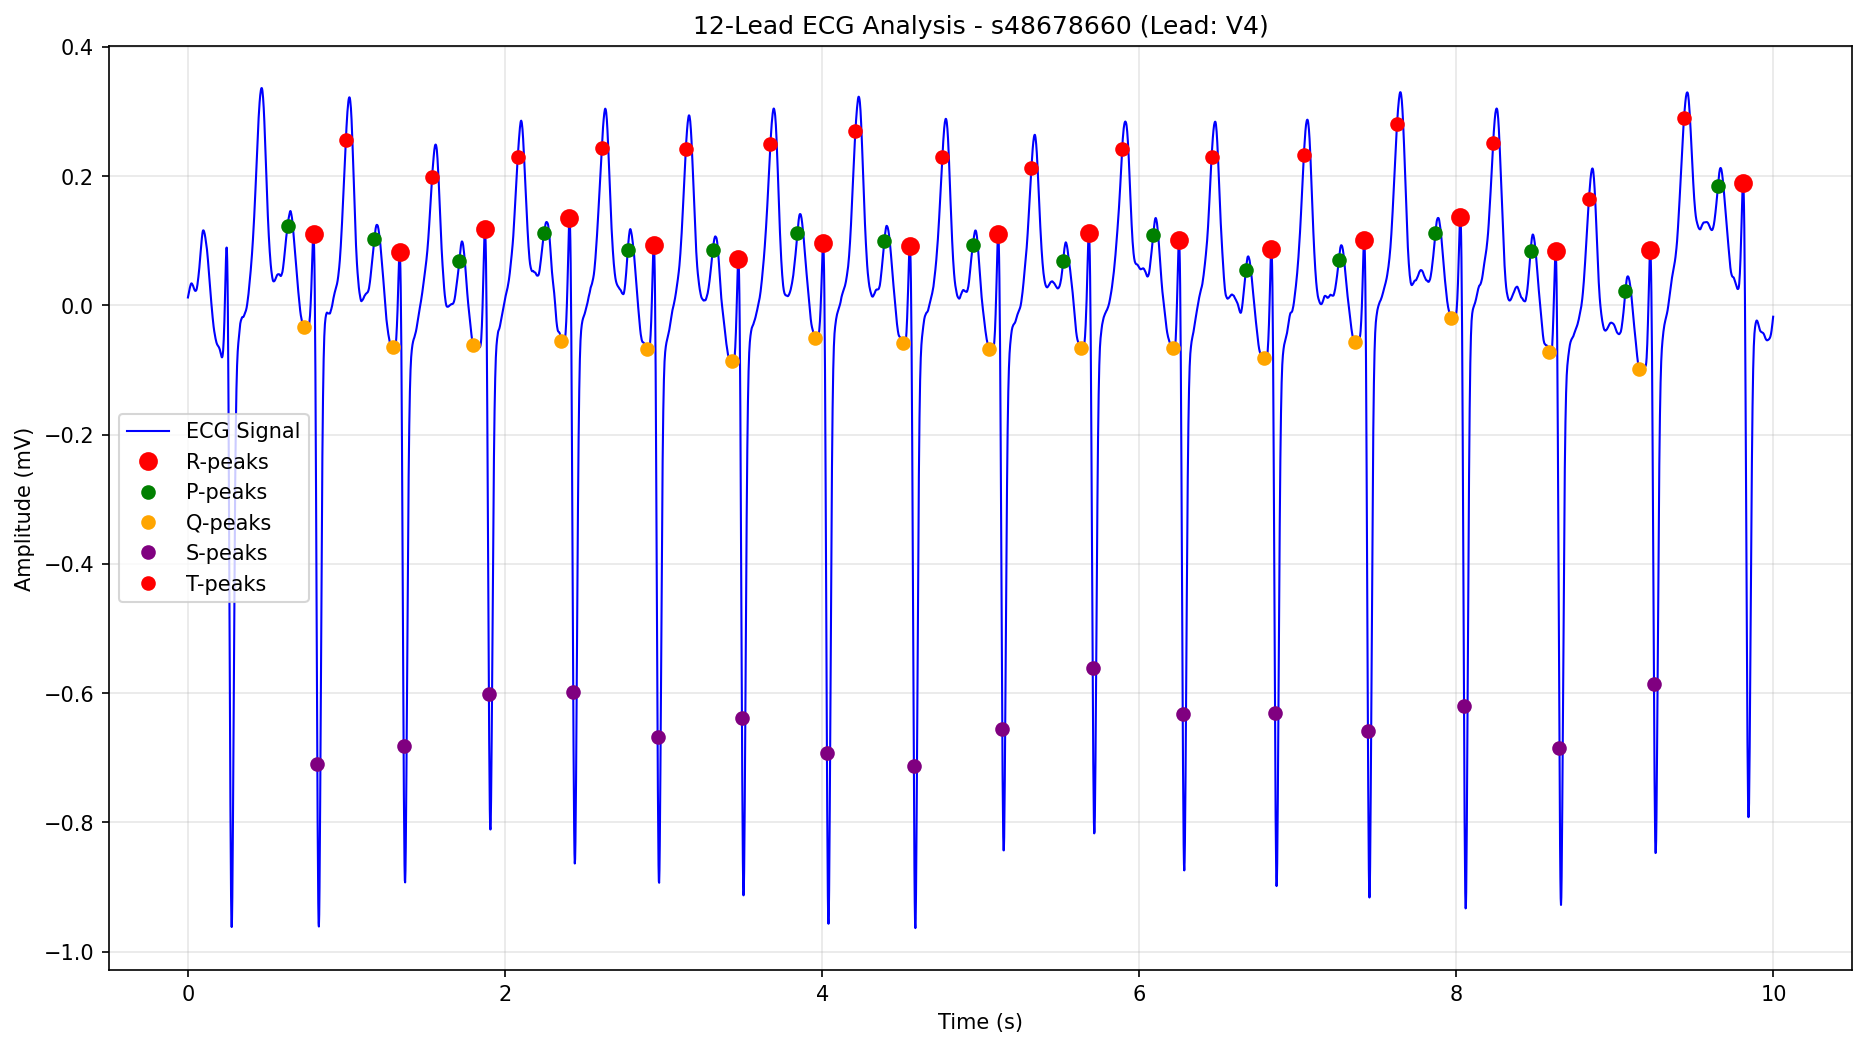 12-Lead ECG Analysis - s48678660 (Lead: V4)
Amplitude (mV)
0.4
0.2
0.0
−0.2
−0.4
−0.6
−0.8
−1.0
ECG Signal
R-peaks
P-peaks
Q-peaks
S-peaks
T-peaks
0 2 4 6 8 10
Time (s)